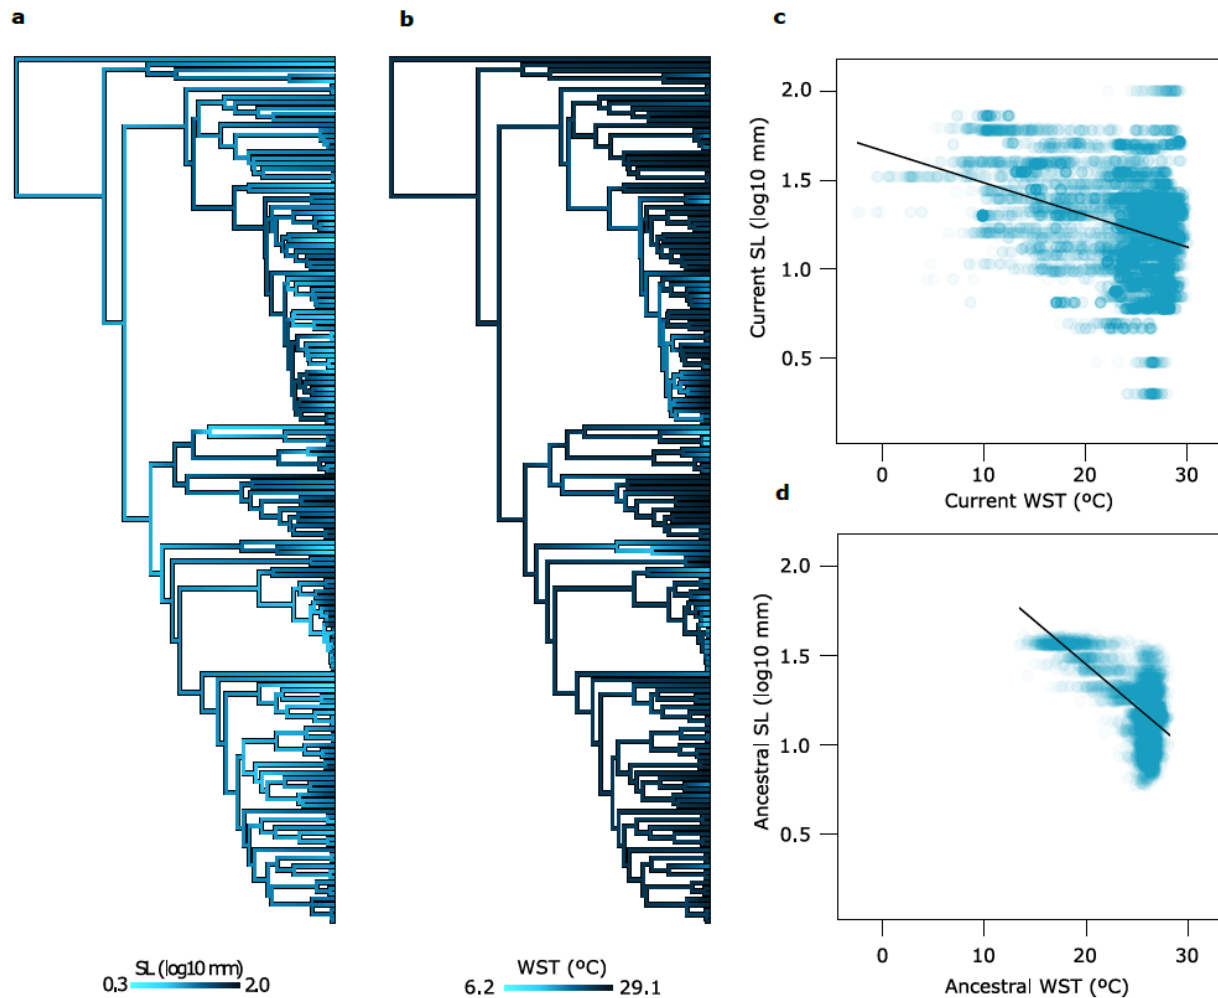 a
b
c
2.0
1.5
1.0
0.5
Current SL (log10 mm)
0
10
20
30
Current WST (ºC)
d
2.0
1.5
1.0
0.5
Ancestral SL (log10 mm)
0
10
20
30
Ancestral WST (ºC)
SL (log10 mm)
0.3 2.0
WST (ºC)
6.2 29.1